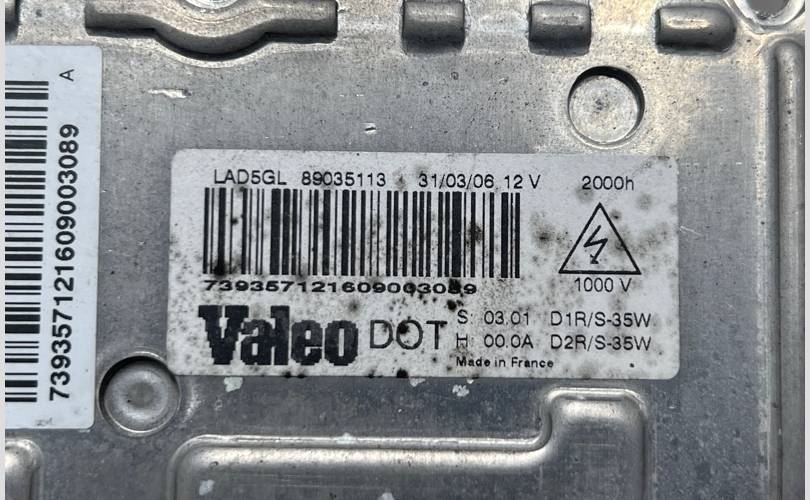 A
739357121609003089
LAD5GL 89035113 31/03/06 12 V 2000h
739357121609003089
1000 V
Valeo DOT S: 03.01 D1R/S-35W
H: 00.0A D2R/S-35W
Made in France